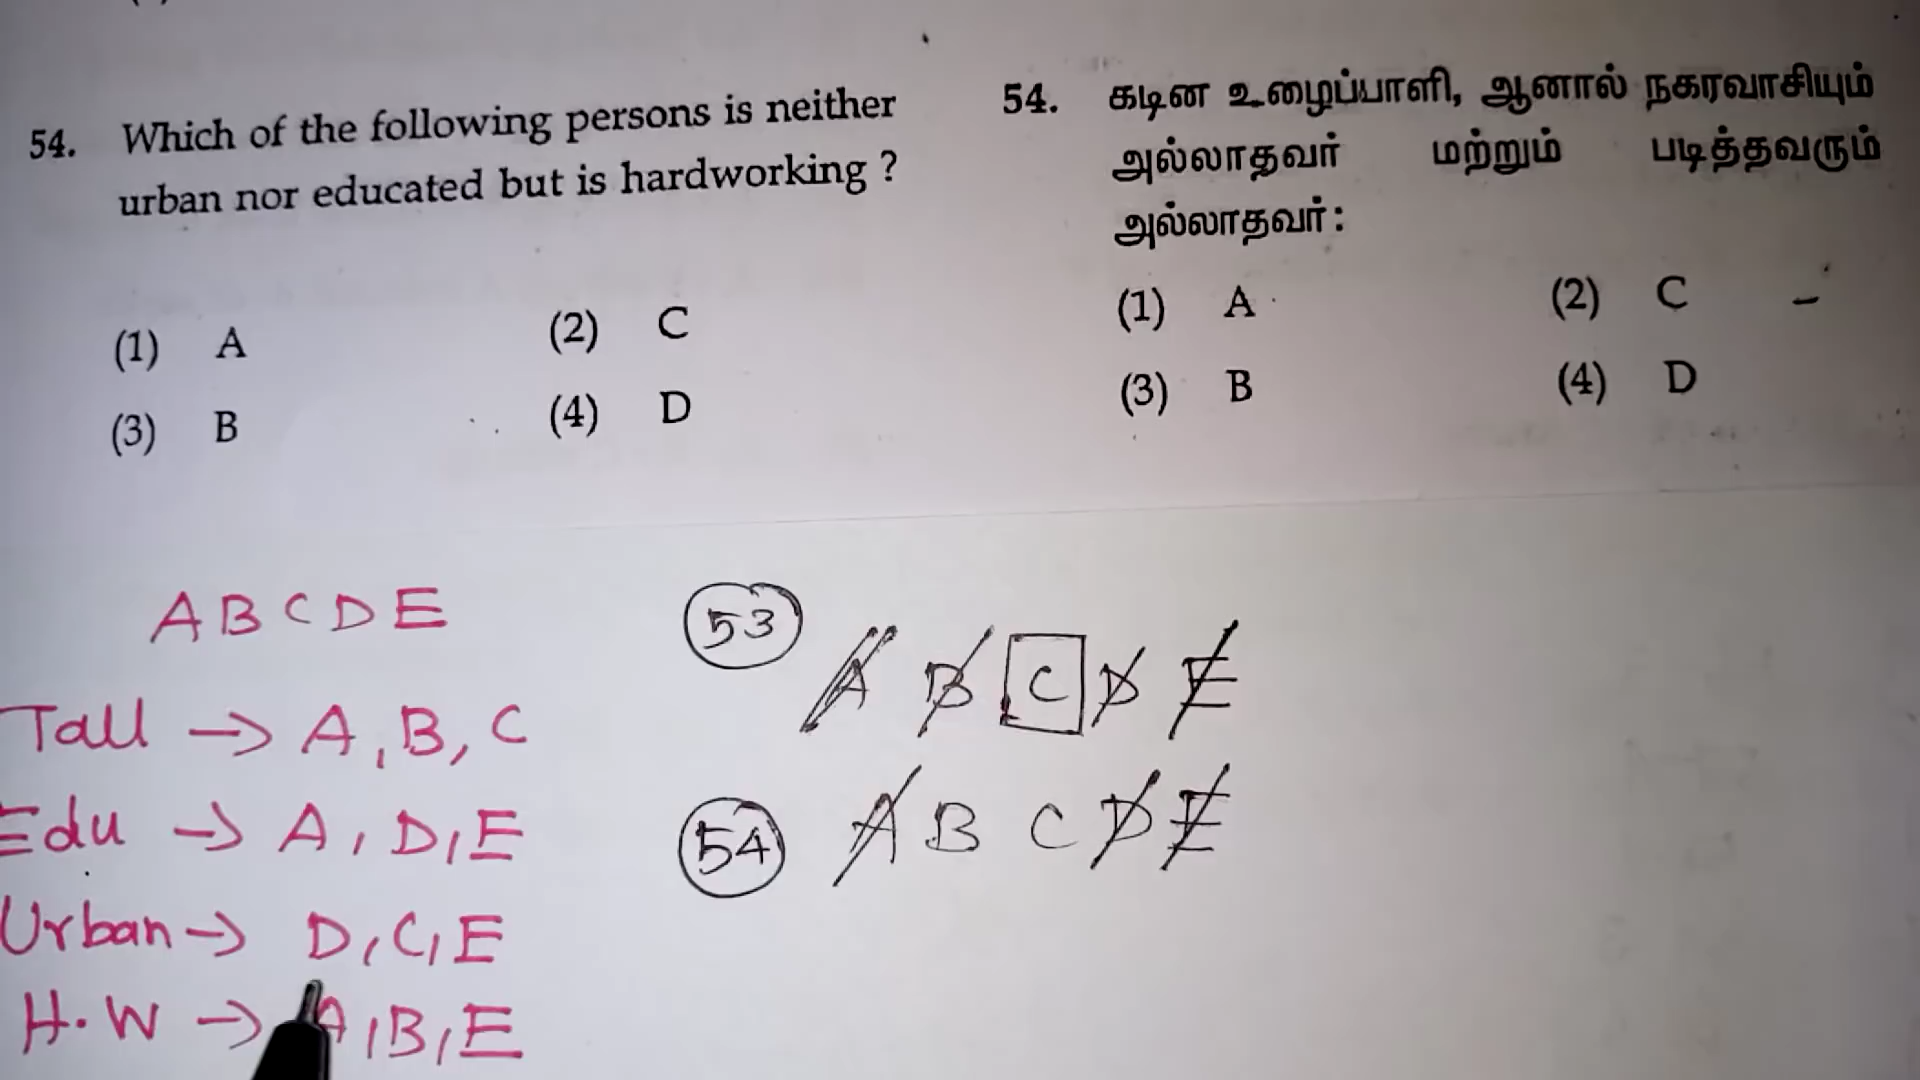 54. Which of the following persons is neither
urban nor educated but is hardworking ?
(1) A (2) C
(3) B (4) D
54. கடின உழைப்பாளி, ஆனால் நகரவாசியும்
அல்லாதவர் மற்றும் படித்தவரும்
அல்லாதவர்:
(1) A (2) C
(3) B (4) D
A B C D E
Tall → A, B, C
Edu → A, D, E
Urban → D, C, E
H.W → A, B, E
53 A B C D E
54 A B C D E